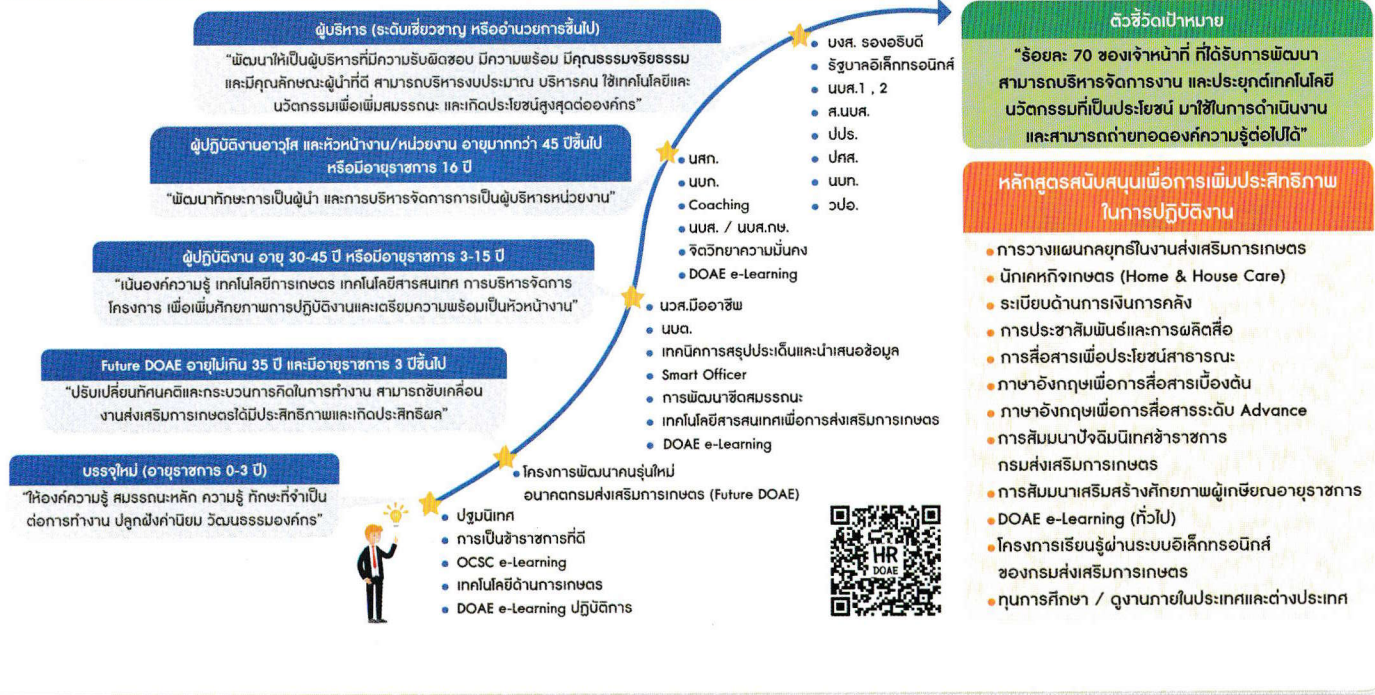 ผู้บริหาร (ระดับเชี่ยวชาญ หรืออำนวยการขึ้นไป)
“พัฒนาให้เป็นผู้บริหารที่มีความรับผิดชอบ มีความพร้อม มีคุณธรรมจริยธรรม
และมีคุณลักษณะผู้นำที่ดี สามารถบริหารงบประมาณ บริหารคน ใช้เทคโนโลยีและ
นวัตกรรมเพื่อเพิ่มสมรรถนะ และเกิดประโยชน์สูงสุดต่อองค์กร”
• บงส. รองอธิบดี
• รัฐบาลอิเล็กทรอนิกส์
• นบส.1 , 2
• ส.นบส.
• ปปร.
• ปศส.
• นบท.
• วปอ.
ผู้ปฏิบัติงานอาวุโส และหัวหน้างาน/หน่วยงาน อายุมากกว่า 45 ปีขึ้นไป
หรือมีอายุราชการ 16 ปี
“พัฒนาทักษะการเป็นผู้นำ และการบริหารจัดการการเป็นผู้บริหารหน่วยงาน”
• นสก.
• นบก.
• Coaching
• นบส. / นบส.กษ.
• จิตวิทยาความมั่นคง
• DOAE e-Learning
ผู้ปฏิบัติงาน อายุ 30-45 ปี หรือมีอายุราชการ 3-15 ปี
“เน้นองค์ความรู้ เทคโนโลยีการเกษตร เทคโนโลยีสารสนเทศ การบริหารจัดการ
โครงการ เพื่อเพิ่มศักยภาพการปฏิบัติงานและเตรียมความพร้อมเป็นหัวหน้างาน”
• นวส.มืออาชีพ
• นบต.
• เทคนิคการสรุปประเด็นและนำเสนอข้อมูล
• Smart Officer
• การพัฒนาขีดสมรรถนะ
• เทคโนโลยีสารสนเทศเพื่อการส่งเสริมการเกษตร
• DOAE e-Learning
Future DOAE อายุไม่เกิน 35 ปี และมีอายุราชการ 3 ปีขึ้นไป
“ปรับเปลี่ยนทัศนคติและกระบวนการคิดในการทำงาน สามารถขับเคลื่อน
งานส่งเสริมการเกษตรได้มีประสิทธิภาพและเกิดประสิทธิผล”
• โครงการพัฒนาคนรุ่นใหม่
อนาคตกรมส่งเสริมการเกษตร (Future DOAE)
บรรจุใหม่ (อายุราชการ 0-3 ปี)
“ให้องค์ความรู้ สมรรถนะหลัก ความรู้ ทักษะที่จำเป็น
ต่อการทำงาน ปลูกฝังค่านิยม วัฒนธรรมองค์กร”
• ปฐมนิเทศ
• การเป็นข้าราชการที่ดี
• OCSC e-Learning
• เทคโนโลยีด้านการเกษตร
• DOAE e-Learning ปฏิบัติการ
HR
DOAE
ตัวชี้วัดเป้าหมาย
“ร้อยละ 70 ของเจ้าหน้าที่ ที่ได้รับการพัฒนา
สามารถบริหารจัดการงาน และประยุกต์เทคโนโลยี
นวัตกรรมที่เป็นประโยชน์ มาใช้ในการดำเนินงาน
และสามารถถ่ายทอดองค์ความรู้ต่อไปได้”
หลักสูตรสนับสนุนเพื่อการเพิ่มประสิทธิภาพ
ในการปฏิบัติงาน
• การวางแผนกลยุทธ์ในงานส่งเสริมการเกษตร
• นักเคหกิจเกษตร (Home & House Care)
• ระเบียบด้านการเงินการคลัง
• การประชาสัมพันธ์และการผลิตสื่อ
• การสื่อสารเพื่อประโยชน์สาธารณะ
• ภาษาอังกฤษเพื่อการสื่อสารเบื้องต้น
• ภาษาอังกฤษเพื่อการสื่อสารระดับ Advance
• การสัมมนาปัจฉิมนิเทศข้าราชการ
กรมส่งเสริมการเกษตร
• การสัมมนาเสริมสร้างศักยภาพผู้เกษียณอายุราชการ
• DOAE e-Learning (ทั่วไป)
• โครงการเรียนรู้ผ่านระบบอิเล็กทรอนิกส์
ของกรมส่งเสริมการเกษตร
• ทุนการศึกษา / ดูงานภายในประเทศและต่างประเทศ